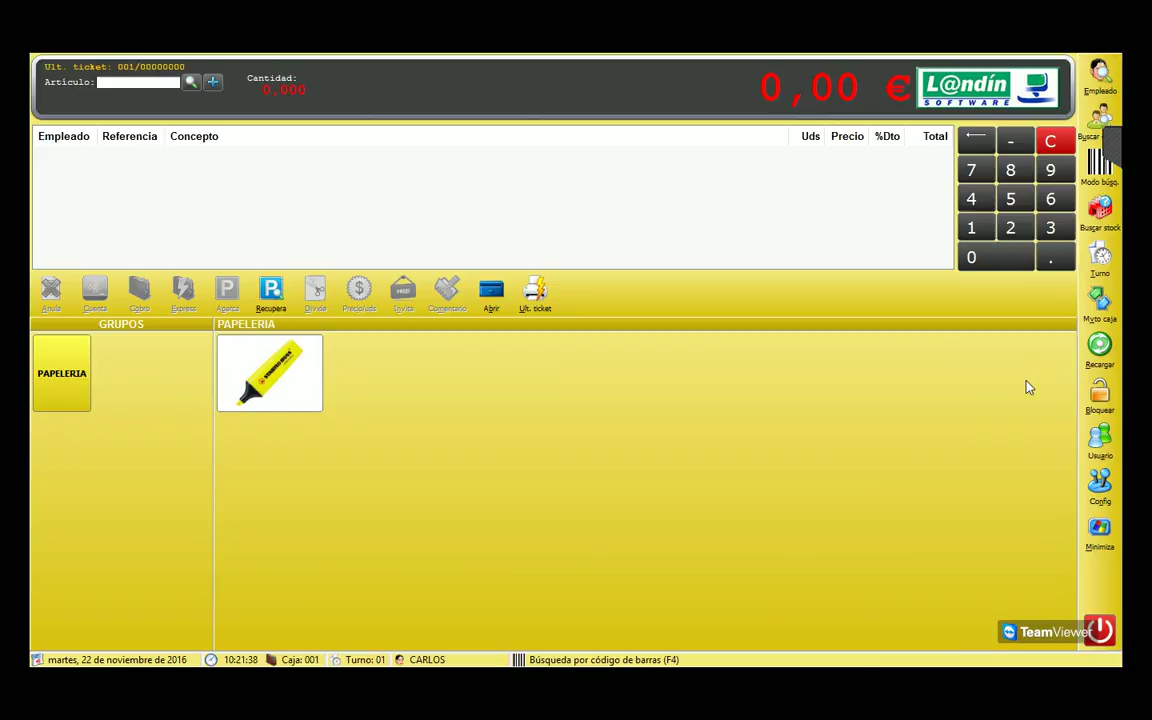 Ult. ticket: 001/00000000
Artículo:
Cantidad:
0,000
0,00 €
L@ndín
SOFTWARE
Empleado
Buscar
Modo búsq.
Buscar stock
Turno
Mvto caja
Recargar
Bloquear
Usuario
Config
Minimiza
Empleado Referencia Concepto Uds Precio %Dto Total
← - C
7 8 9
4 5 6
1 2 3
0 .
Anula Cuenta Cobro Express Aparca Recupera Divide Precio/uds Invita Comentario Abrir Ult. ticket
GRUPOS PAPELERIA
PAPELERIA
STABILO BOSS
TeamViewer
martes, 22 de noviembre de 2016 10:21:38 Caja: 001 Turno: 01 CARLOS Búsqueda por código de barras (F4)